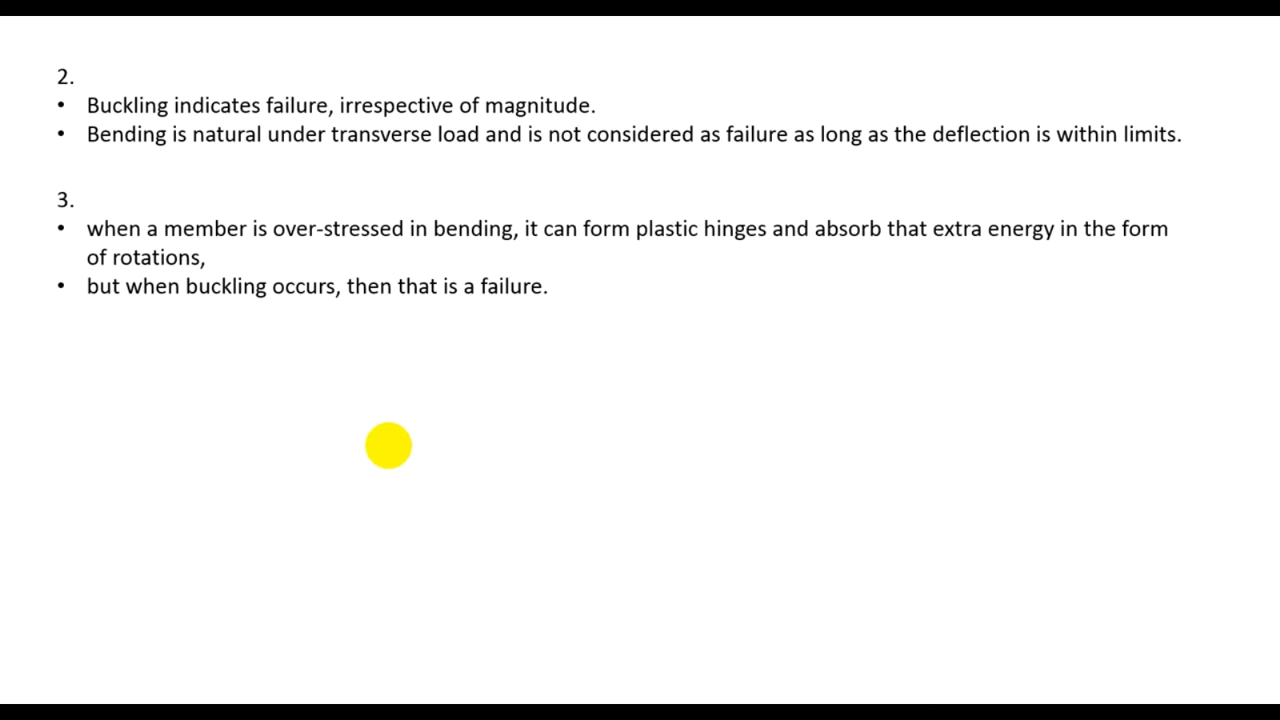 2.
• Buckling indicates failure, irrespective of magnitude.
• Bending is natural under transverse load and is not considered as failure as long as the deflection is within limits.
3.
• when a member is over-stressed in bending, it can form plastic hinges and absorb that extra energy in the form
of rotations,
• but when buckling occurs, then that is a failure.